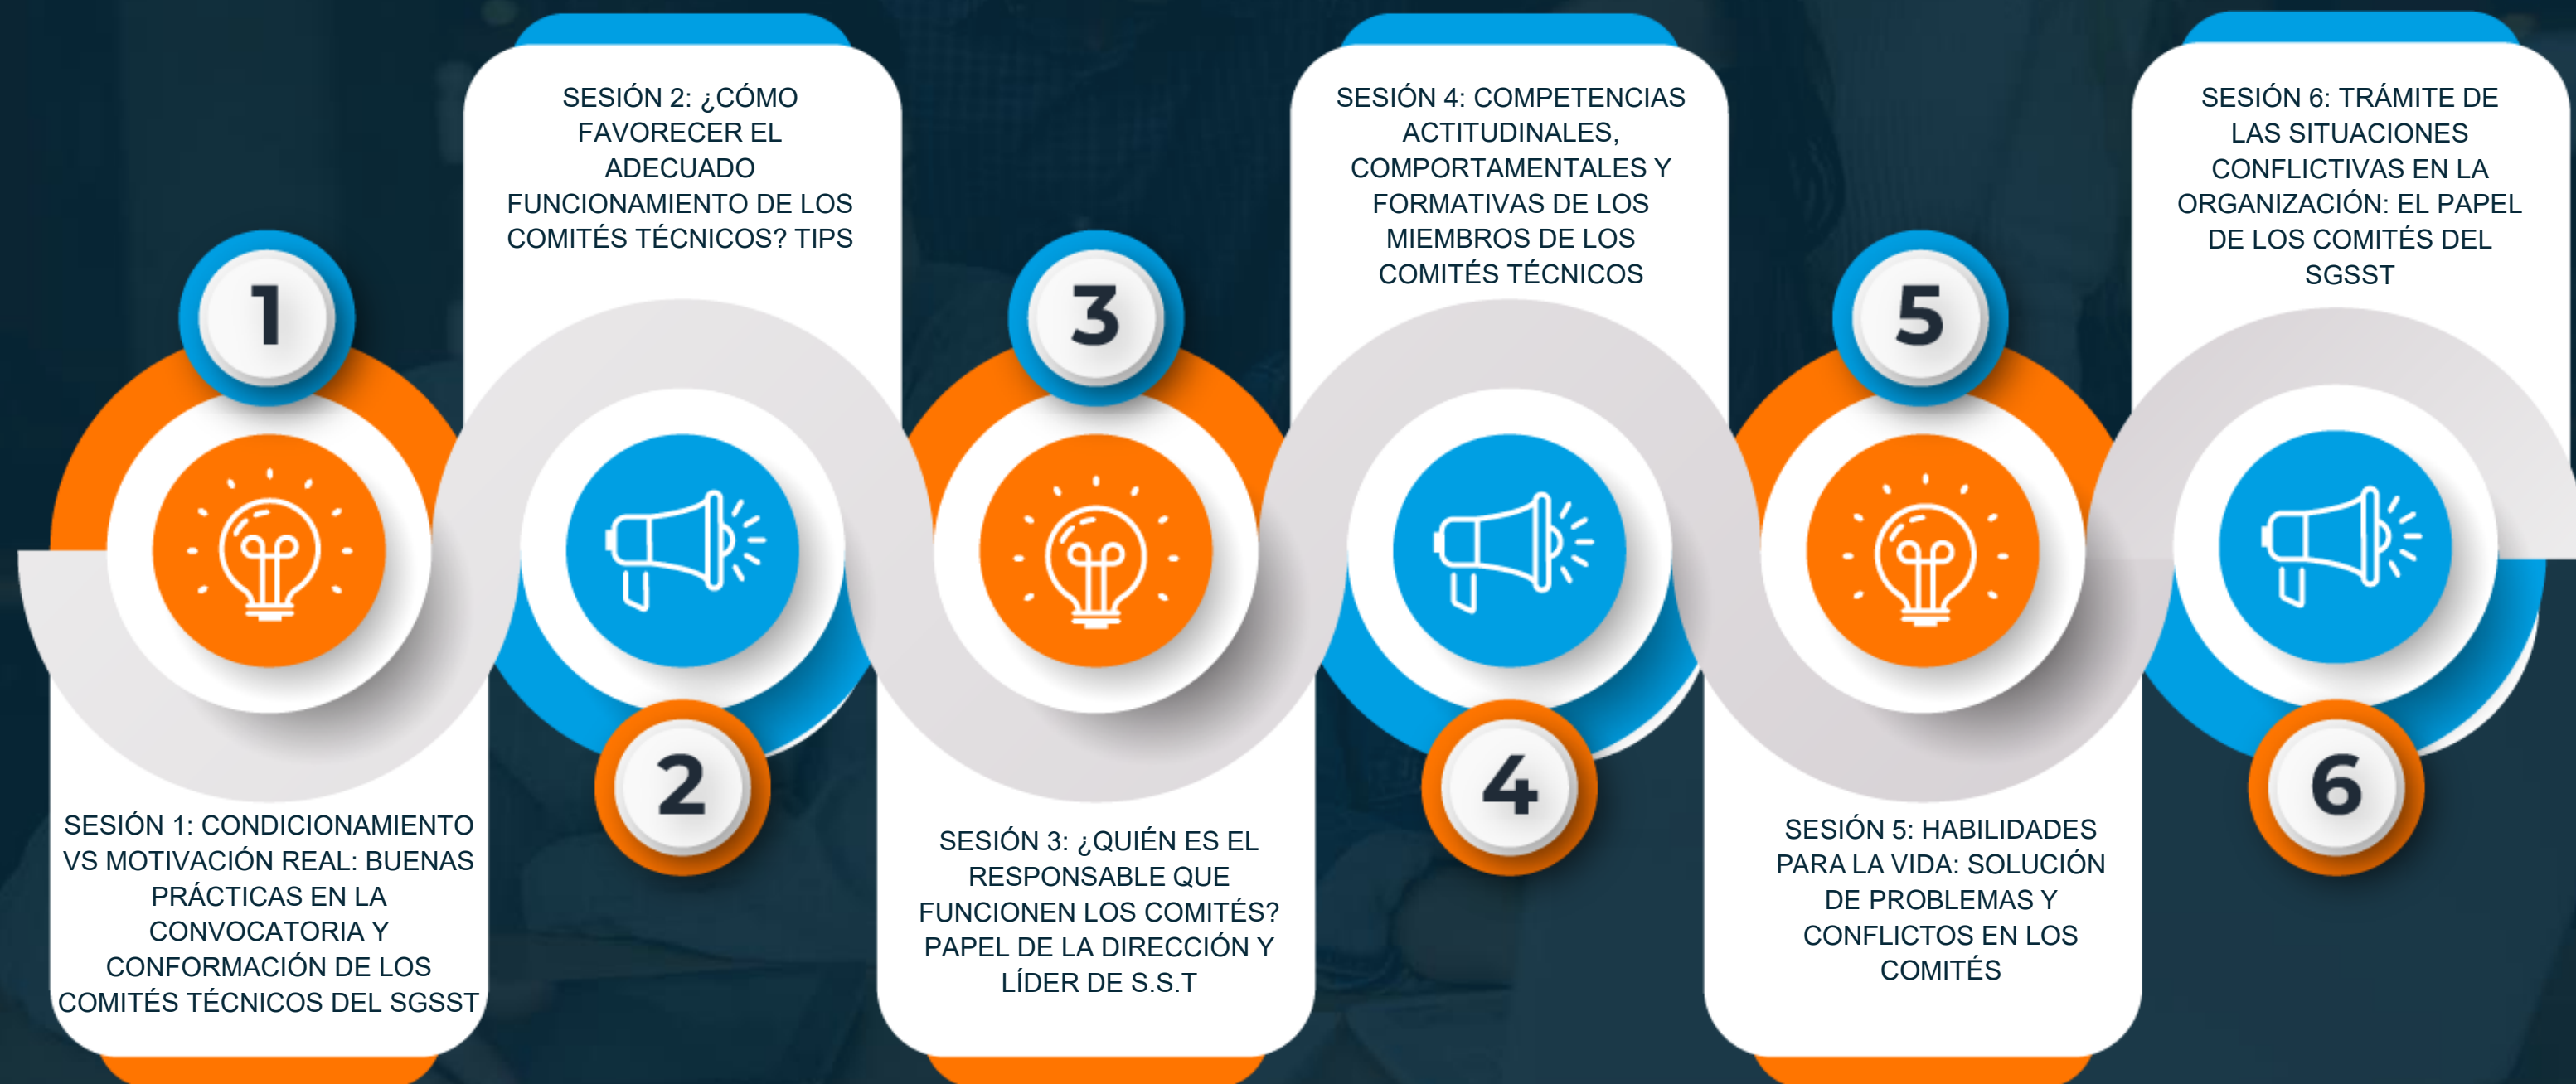 1
SESIÓN 1: CONDICIONAMIENTO
VS MOTIVACIÓN REAL: BUENAS
PRÁCTICAS EN LA
CONVOCATORIA Y
CONFORMACIÓN DE LOS
COMITÉS TÉCNICOS DEL SGSST
SESIÓN 2: ¿CÓMO
FAVORECER EL
ADECUADO
FUNCIONAMIENTO DE LOS
COMITÉS TÉCNICOS? TIPS
2
3
SESIÓN 3: ¿QUIÉN ES EL
RESPONSABLE QUE
FUNCIONEN LOS COMITÉS?
PAPEL DE LA DIRECCIÓN Y
LÍDER DE S.S.T
SESIÓN 4: COMPETENCIAS
ACTITUDINALES,
COMPORTAMENTALES Y
FORMATIVAS DE LOS
MIEMBROS DE LOS
COMITÉS TÉCNICOS
4
5
SESIÓN 5: HABILIDADES
PARA LA VIDA: SOLUCIÓN
DE PROBLEMAS Y
CONFLICTOS EN LOS
COMITÉS
SESIÓN 6: TRÁMITE DE
LAS SITUACIONES
CONFLICTIVAS EN LA
ORGANIZACIÓN: EL PAPEL
DE LOS COMITÉS DEL
SGSST
6